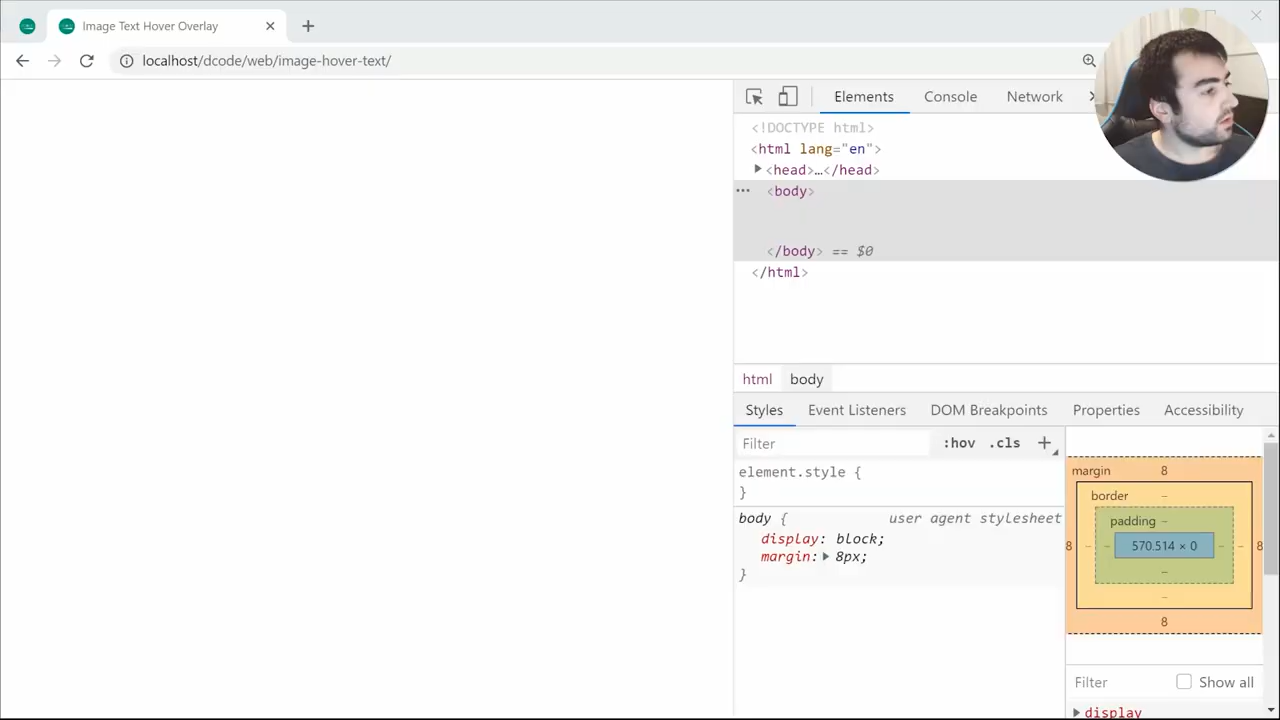 Image Text Hover Overlay
localhost/dcode/web/image-hover-text/
Elements Console Network
<!DOCTYPE html>
<html lang="en">
<head>…</head>
<body>
</body> == $0
</html>
html body
Styles Event Listeners DOM Breakpoints Properties Accessibility
Filter :hov .cls
element.style {
}
body { user agent stylesheet
display: block;
margin: 8px;
}
margin 8
border –
padding –
8 – – 570.514 × 0 – – 8
–
–
8
Filter Show all
display